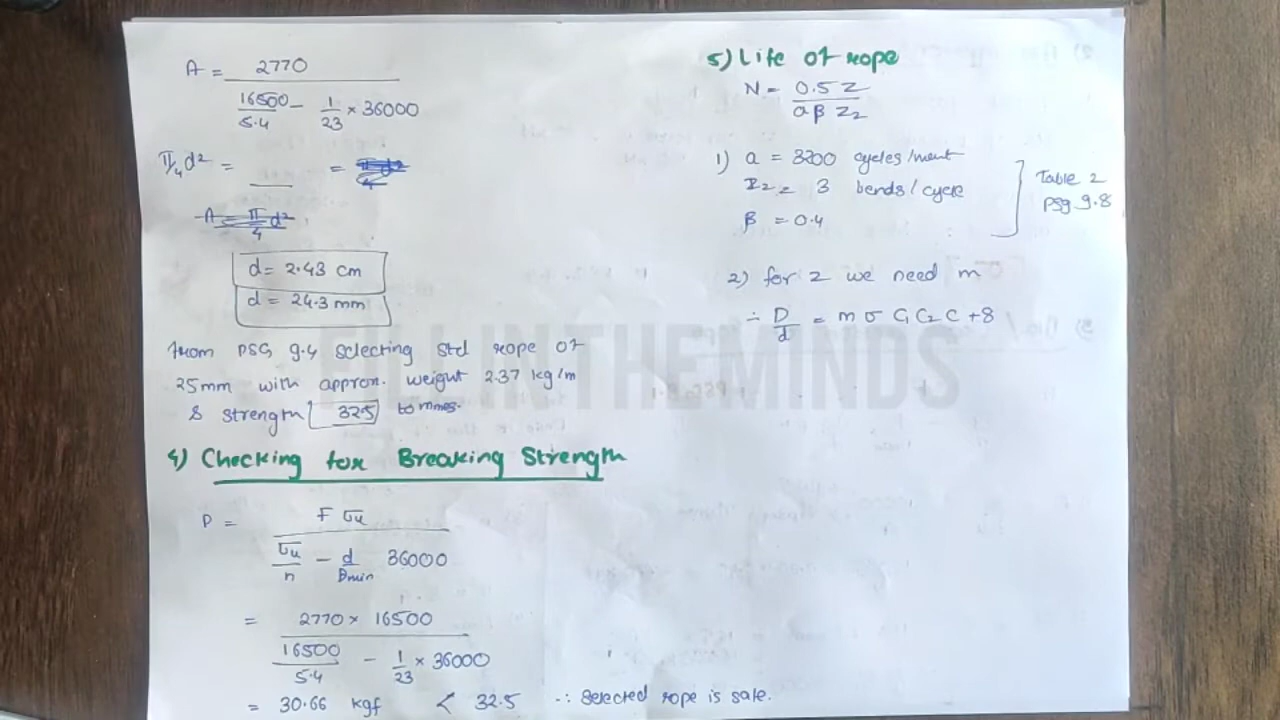 A = 2770
16500/5.4 - 1/23 × 36000
π/4 d² = =
A = π/4 d²
d = 2.43 cm
d = 24.3 mm
from PSG 9.4 selecting std rope of
25mm with approx. weight 2.37 kg/m
& strength 32.5 tonnes.
4) Checking for Breaking Strength
P = F σu
σu/n - d/Dmin 36000
= 2770 × 16500
16500/5.4 - 1/23 × 36000
= 30.66 kgf < 32.5 ∴ selected rope is safe.
5) Life of rope
N = 0.5 Z
aβ Z2
1) a = 3200 cycles/mont
Z2 = 3 bends/cycle
β = 0.4
Table 2
PSG 9.8
2) for z we need m
∴ D/d = m σ C1 C2 C + 8
FILLINTHEMINDS